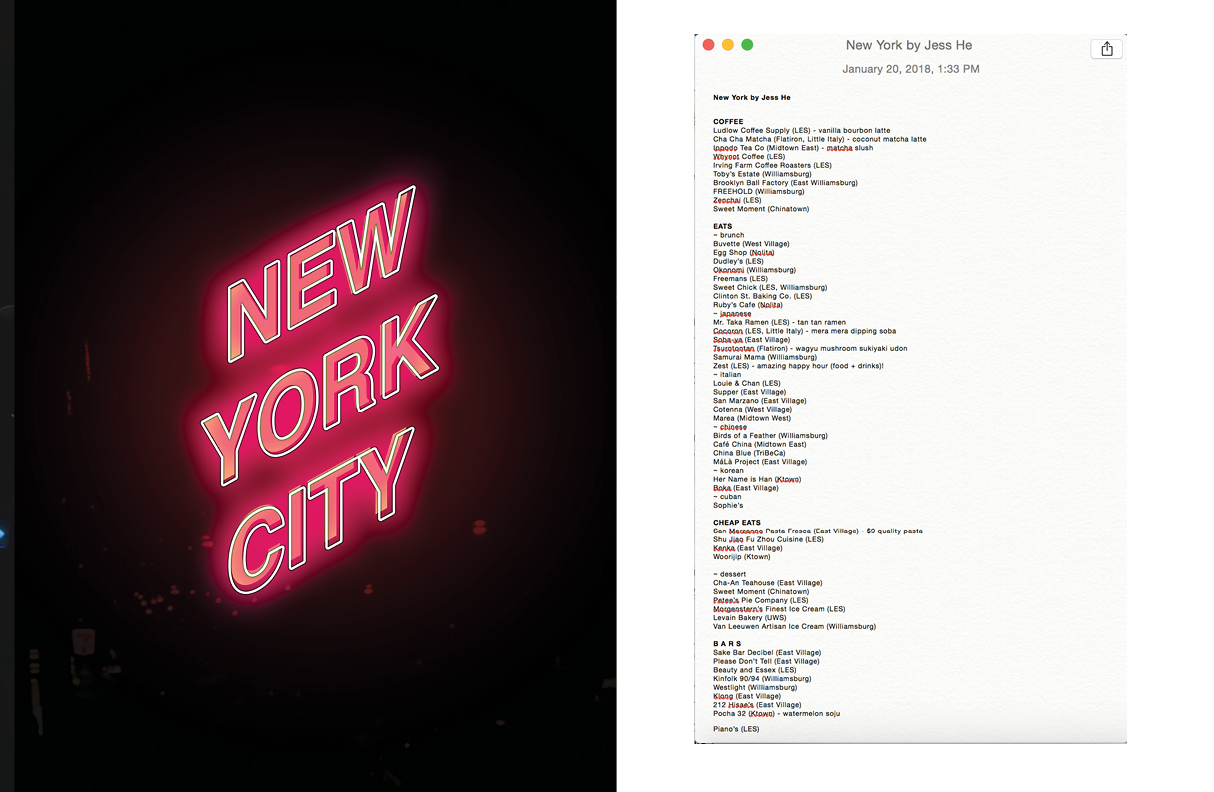 NEW
YORK
CITY
New York by Jess He
January 20, 2018, 1:33 PM
New York by Jess He
COFFEE
Ludlow Coffee Supply (LES) - vanilla bourbon latte
Cha Cha Matcha (Flatiron, Little Italy) - coconut matcha latte
Ippodo Tea Co (Midtown East) - matcha slush
Whynot Coffee (LES)
Irving Farm Coffee Roasters (LES)
Toby's Estate (Williamsburg)
Brooklyn Ball Factory (East Williamsburg)
FREEHOLD (Williamsburg)
Zenchai (LES)
Sweet Moment (Chinatown)
EATS
~ brunch
Buvette (West Village)
Egg Shop (Nolita)
Dudley's (LES)
Okonomi (Williamsburg)
Freemans (LES)
Sweet Chick (LES, Williamsburg)
Clinton St. Baking Co. (LES)
Ruby's Cafe (Nolita)
~ japanese
Mr. Taka Ramen (LES) - tan tan ramen
Cocoron (LES, Little Italy) - mera mera dipping soba
Soba-ya (East Village)
Tsurutontan (Flatiron) - wagyu mushroom sukiyaki udon
Samurai Mama (Williamsburg)
Zest (LES) - amazing happy hour (food + drinks)!
~ italian
Louie & Chan (LES)
Supper (East Village)
San Marzano (East Village)
Cotenna (West Village)
Marea (Midtown West)
~ chinese
Birds of a Feather (Williamsburg)
Café China (Midtown East)
China Blue (TriBeCa)
MáLà Project (East Village)
~ korean
Her Name is Han (Ktown)
Boka (East Village)
~ cuban
Sophie's
CHEAP EATS
San Marzano Pasta Fresca (East Village) - $9 quality pasta
Shu Jiao Fu Zhou Cuisine (LES)
Kenka (East Village)
Woorijip (Ktown)
~ dessert
Cha-An Teahouse (East Village)
Sweet Moment (Chinatown)
Petee's Pie Company (LES)
Morgenstern's Finest Ice Cream (LES)
Levain Bakery (UWS)
Van Leeuwen Artisan Ice Cream (Williamsburg)
B A R S
Sake Bar Decibel (East Village)
Please Don't Tell (East Village)
Beauty and Essex (LES)
Kinfolk 90/94 (Williamsburg)
Westlight (Williamsburg)
Klong (East Village)
212 Hisae's (East Village)
Pocha 32 (Ktown) - watermelon soju
Piano's (LES)